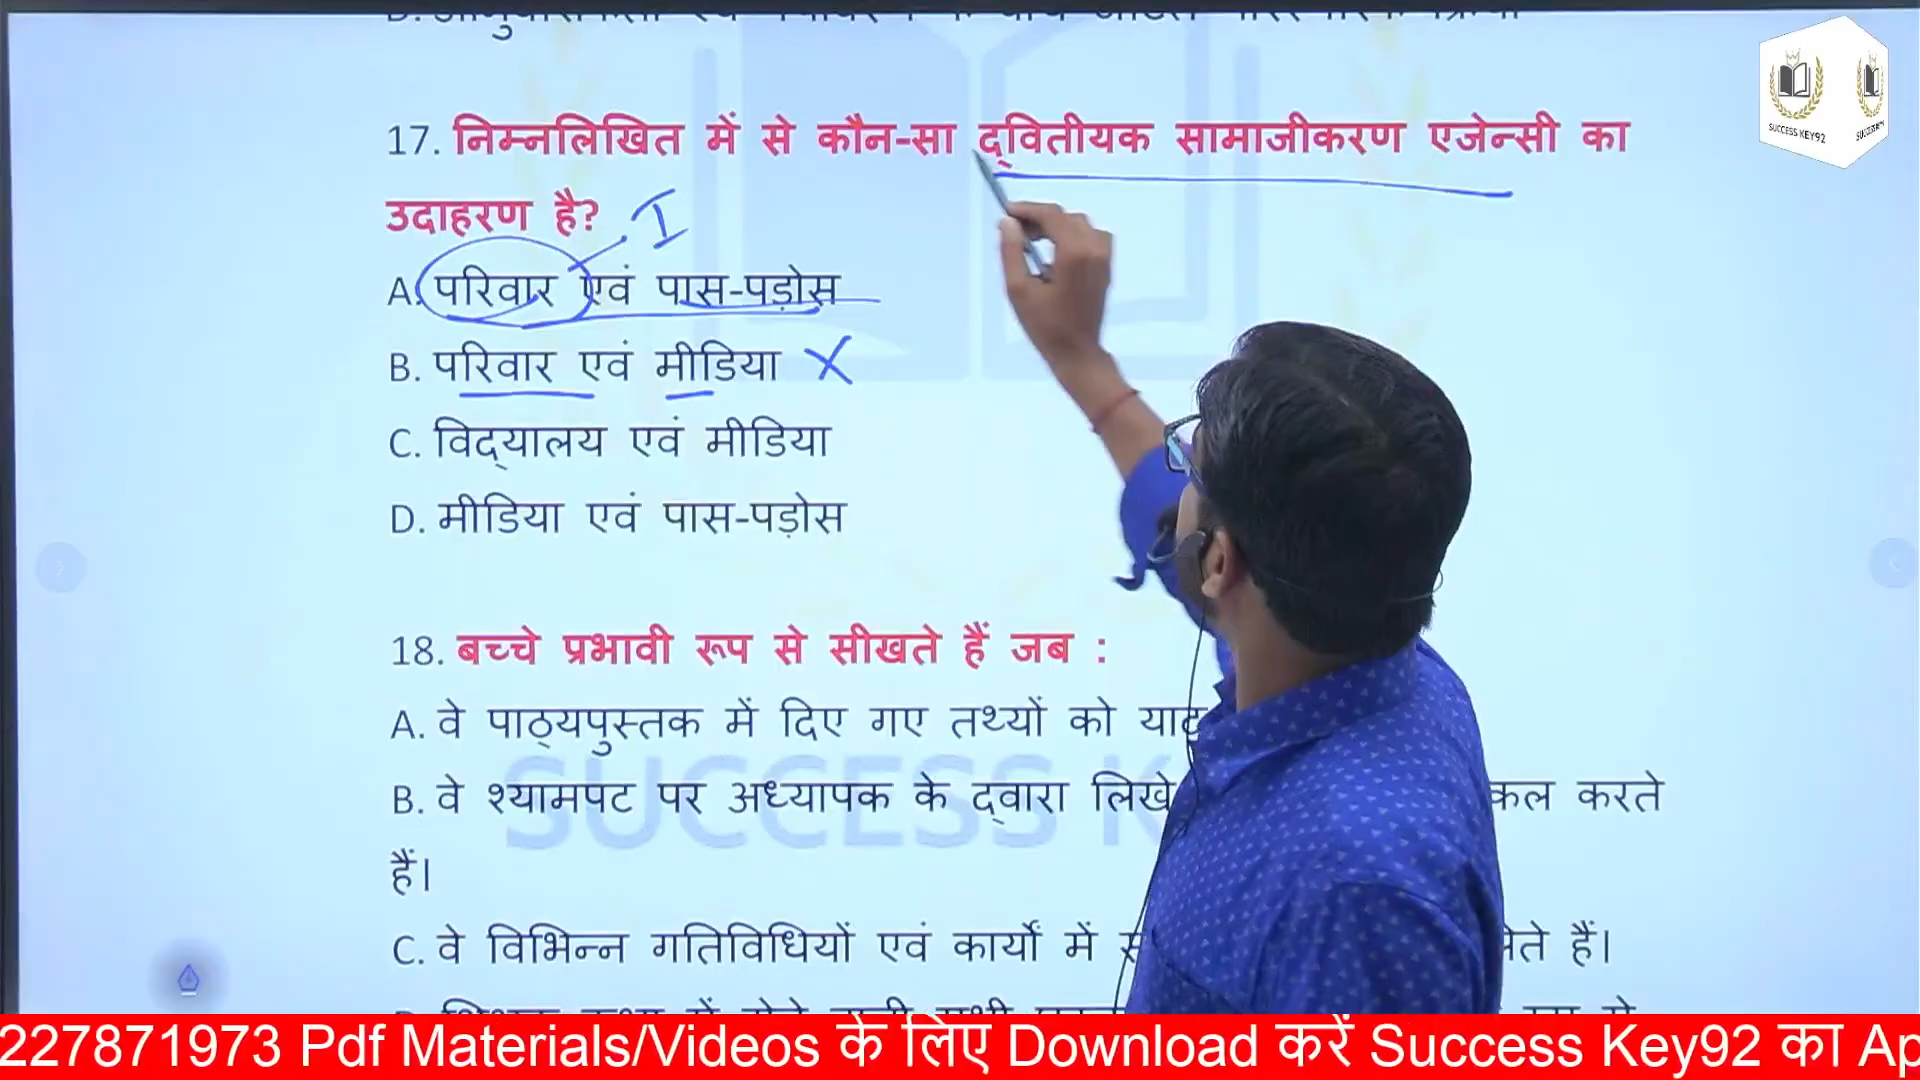 17. निम्नलिखित में से कौन-सा द्वितीयक सामाजीकरण एजेन्सी का
उदाहरण है?
I
A. परिवार एवं पास-पड़ोस
B. परिवार एवं मीडिया X
C. विद्यालय एवं मीडिया
D. मीडिया एवं पास-पड़ोस
18. बच्चे प्रभावी रूप से सीखते हैं जब :
A. वे पाठ्यपुस्तक में दिए गए तथ्यों को
B. वे श्यामपट पर अध्यापक के द्वारा लिखे करते
हैं।
C. वे विभिन्न गतिविधियों एवं कार्यों में हैं।
SUCCESS KEY92
SUCCESS K
227871973 Pdf Materials/Videos के लिए Download करें Success Key92 का